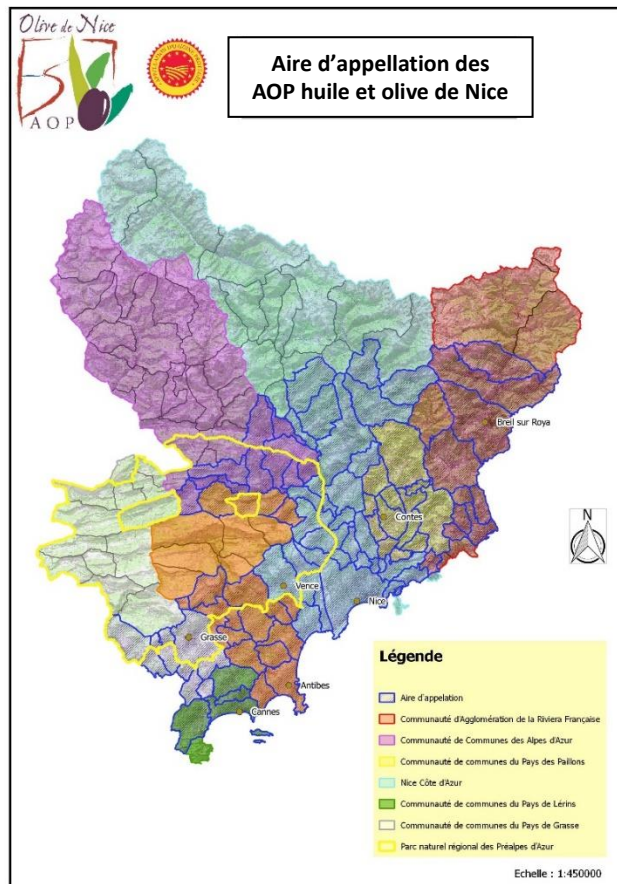 Olive de Nice
AOP
Aire d'appellation des
AOP huile et olive de Nice
Breil sur Roya
Contes
N
Vence
Nice
Grasse
Antibes
Cannes
Légende
Aire d'appelation
Communauté d'Agglomération de la Riviera Française
Communauté de Communes des Alpes d'Azur
Communauté de communes du Pays des Paillons
Nice Côte d'Azur
Communauté de communes du Pays de Lérins
Communauté de communes du Pays de Grasse
Parc naturel régional des Préalpes d'Azur
Echelle : 1:450000